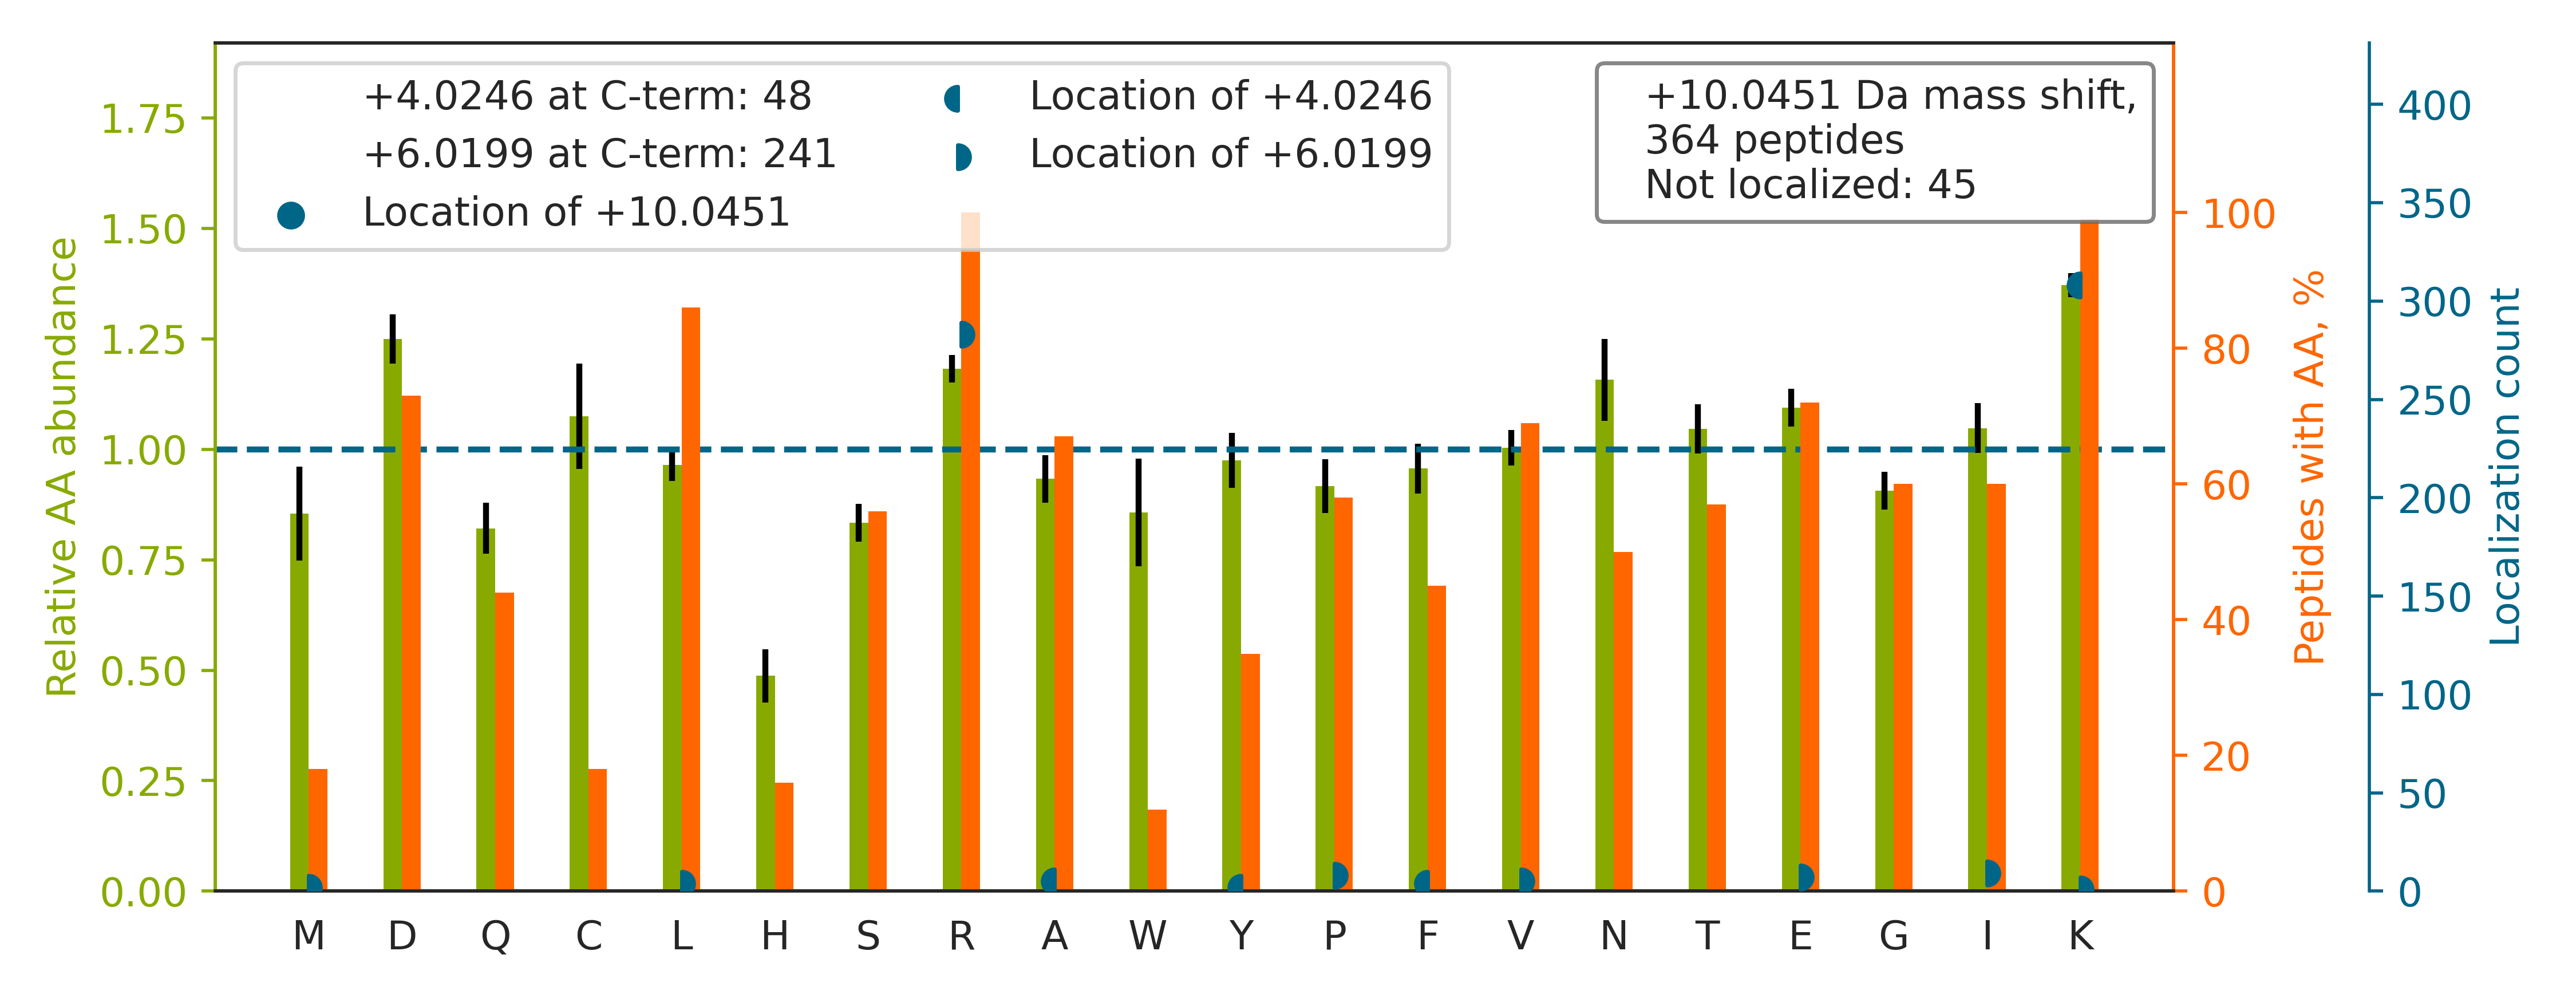 +4.0246 at C-term: 48
+6.0199 at C-term: 241
Location of +10.0451
Location of +4.0246
Location of +6.0199
+10.0451 Da mass shift,
364 peptides
Not localized: 45
Relative AA abundance
1.75
1.50
1.25
1.00
0.75
0.50
0.25
0.00
M D Q C L H S R A W Y P F V N T E G I K
100
80
60
40
20
0
Peptides with AA, %
400
350
300
250
200
150
100
50
0
Localization count